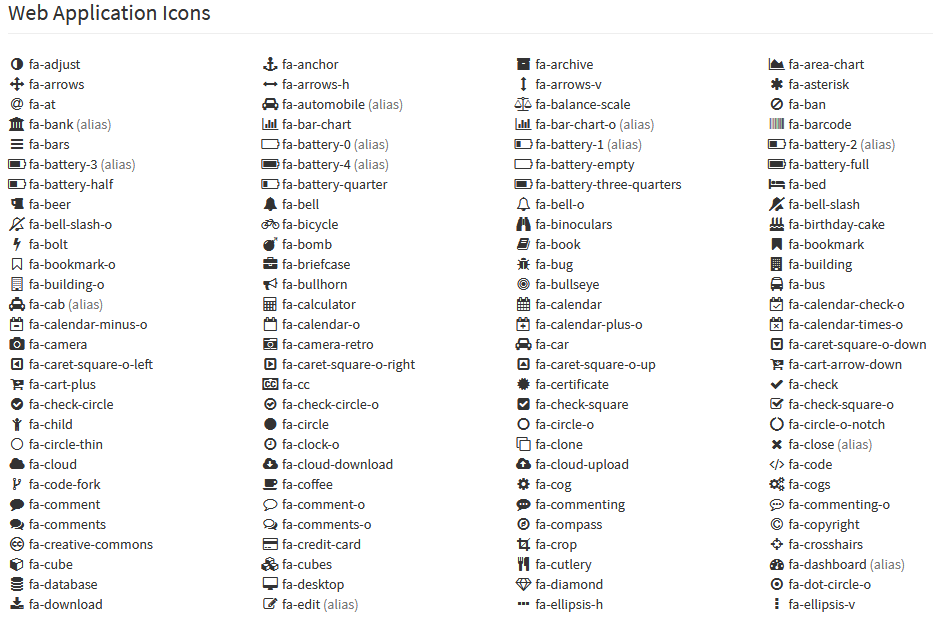 Web Application Icons
fa-adjust fa-anchor fa-archive fa-area-chart
fa-arrows fa-arrows-h fa-arrows-v fa-asterisk
fa-at fa-automobile (alias) fa-balance-scale fa-ban
fa-bank (alias) fa-bar-chart fa-bar-chart-o (alias) fa-barcode
fa-bars fa-battery-0 (alias) fa-battery-1 (alias) fa-battery-2 (alias)
fa-battery-3 (alias) fa-battery-4 (alias) fa-battery-empty fa-battery-full
fa-battery-half fa-battery-quarter fa-battery-three-quarters fa-bed
fa-beer fa-bell fa-bell-o fa-bell-slash
fa-bell-slash-o fa-bicycle fa-binoculars fa-birthday-cake
fa-bolt fa-bomb fa-book fa-bookmark
fa-bookmark-o fa-briefcase fa-bug fa-building
fa-building-o fa-bullhorn fa-bullseye fa-bus
fa-cab (alias) fa-calculator fa-calendar fa-calendar-check-o
fa-calendar-minus-o fa-calendar-o fa-calendar-plus-o fa-calendar-times-o
fa-camera fa-camera-retro fa-car fa-caret-square-o-down
fa-caret-square-o-left fa-caret-square-o-right fa-caret-square-o-up fa-cart-arrow-down
fa-cart-plus fa-cc fa-certificate fa-check
fa-check-circle fa-check-circle-o fa-check-square fa-check-square-o
fa-child fa-circle fa-circle-o fa-circle-o-notch
fa-circle-thin fa-clock-o fa-clone fa-close (alias)
fa-cloud fa-cloud-download fa-cloud-upload fa-code
fa-code-fork fa-coffee fa-cog fa-cogs
fa-comment fa-comment-o fa-commenting fa-commenting-o
fa-comments fa-comments-o fa-compass fa-copyright
fa-creative-commons fa-credit-card fa-crop fa-crosshairs
fa-cube fa-cubes fa-cutlery fa-dashboard (alias)
fa-database fa-desktop fa-diamond fa-dot-circle-o
fa-download fa-edit (alias) fa-ellipsis-h fa-ellipsis-v